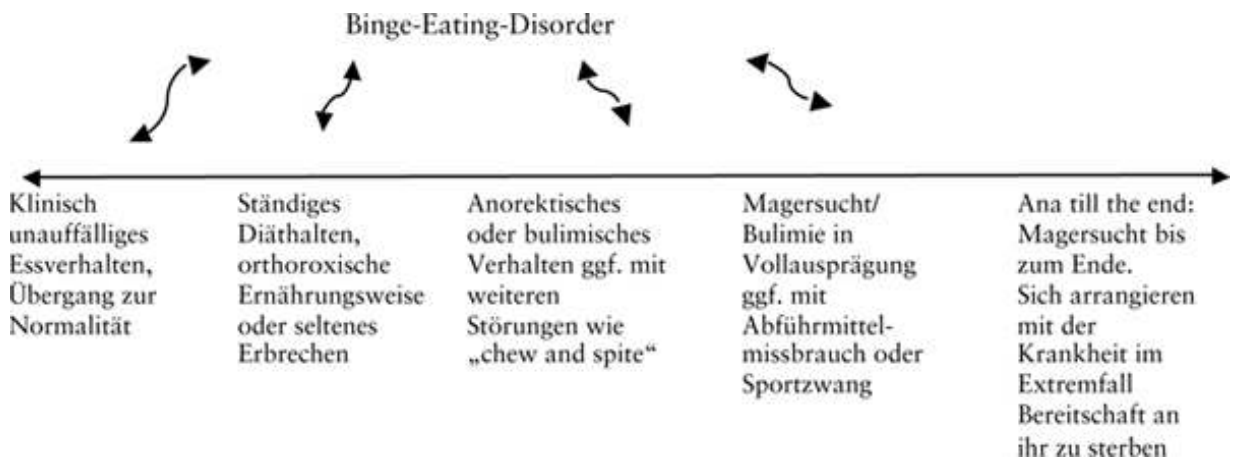 Binge-Eating-Disorder
Klinisch
unauffälliges
Essverhalten,
Übergang zur
Normalität
Ständiges
Diäthalten,
orthoroxische
Ernährungsweise
oder seltenes
Erbrechen
Anorektisches
oder bulimisches
Verhalten ggf. mit
weiteren
Störungen wie
„chew and spite“
Magersucht/
Bulimie in
Vollausprägung
ggf. mit
Abführmittel-
missbrauch oder
Sportzwang
Ana till the end:
Magersucht bis
zum Ende.
Sich arrangieren
mit der
Krankheit im
Extremfall
Bereitschaft an
ihr zu sterben